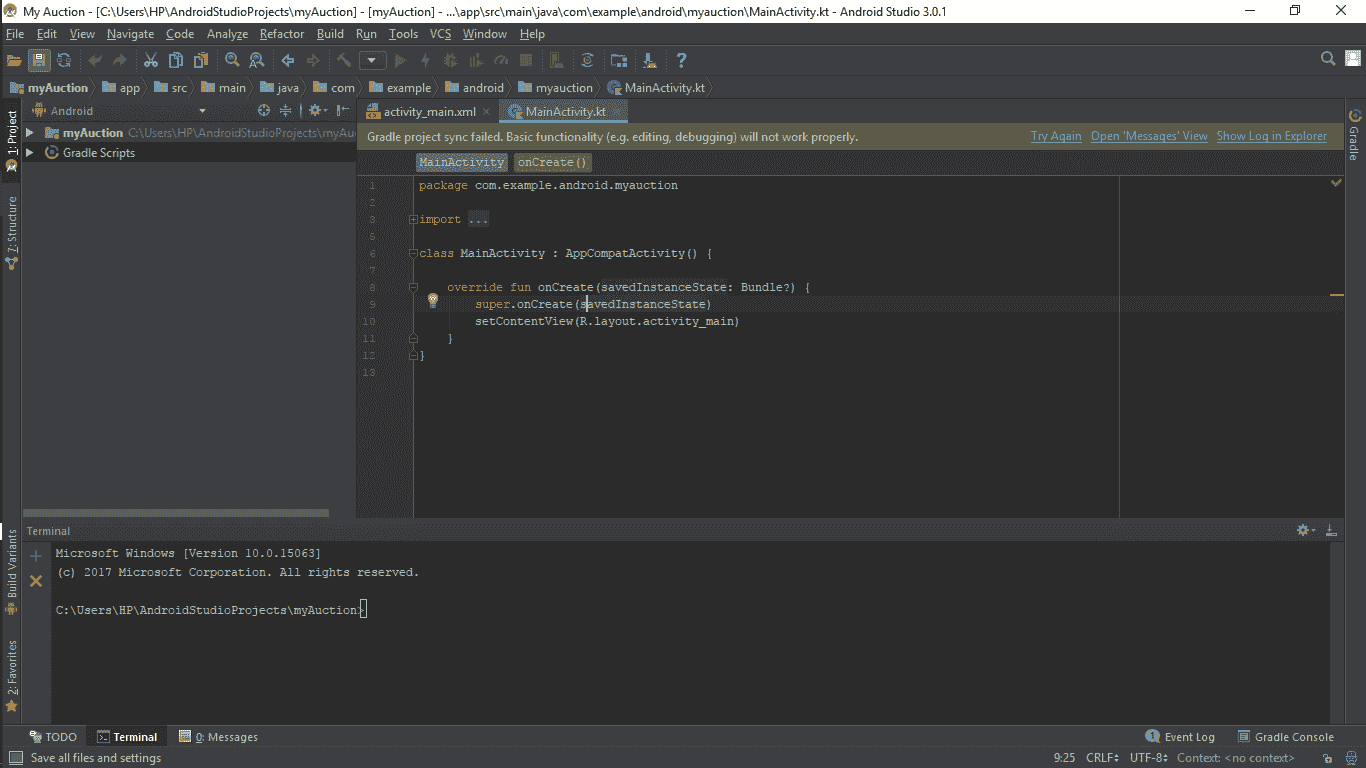 My Auction - [C:\Users\HP\AndroidStudioProjects\myAuction] - [myAuction] - ...\app\src\main\java\com\example\android\myauction\MainActivity.kt - Android Studio 3.0.1
File Edit View Navigate Code Analyze Refactor Build Run Tools VCS Window Help
myAuction app src main java com example android myauction MainActivity.kt
1: Project
Android
activity_main.xml
MainActivity.kt
Gradle
myAuction C:\Users\HP\AndroidStudioProjects\myAu
Gradle project sync failed. Basic functionality (e.g. editing, debugging) will not work properly. Try Again Open 'Messages' View Show Log in Explorer
Gradle Scripts
MainActivity onCreate()
7: Structure
1 package com.example.android.myauction
2
3 import ...
5
6 class MainActivity : AppCompatActivity() {
7
8 override fun onCreate(savedInstanceState: Bundle?) {
9 super.onCreate(savedInstanceState)
10 setContentView(R.layout.activity_main)
11 }
12 }
13
Terminal
Build Variants
Microsoft Windows [Version 10.0.15063]
(c) 2017 Microsoft Corporation. All rights reserved.
C:\Users\HP\AndroidStudioProjects\myAuction>
2: Favorites
TODO Terminal 0: Messages 1 Event Log Gradle Console
Save all files and settings 9:25 CRLF UTF-8 Context: <no context>